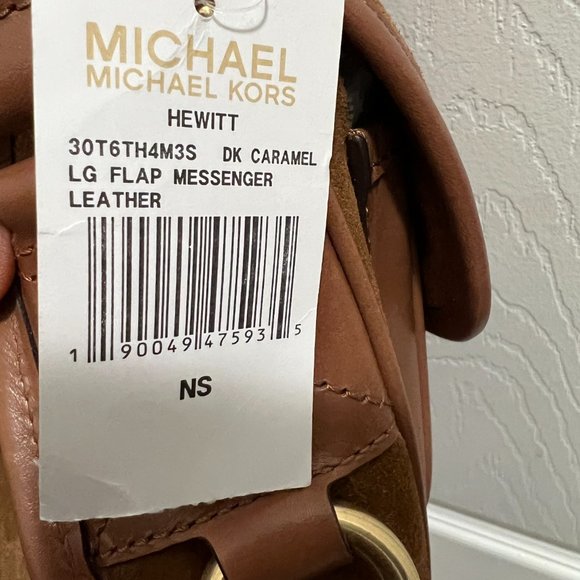 MICHAEL
MICHAEL KORS
HEWITT
30T6TH4M3S DK CARAMEL
LG FLAP MESSENGER
LEATHER
1 90049 47593 5
NS